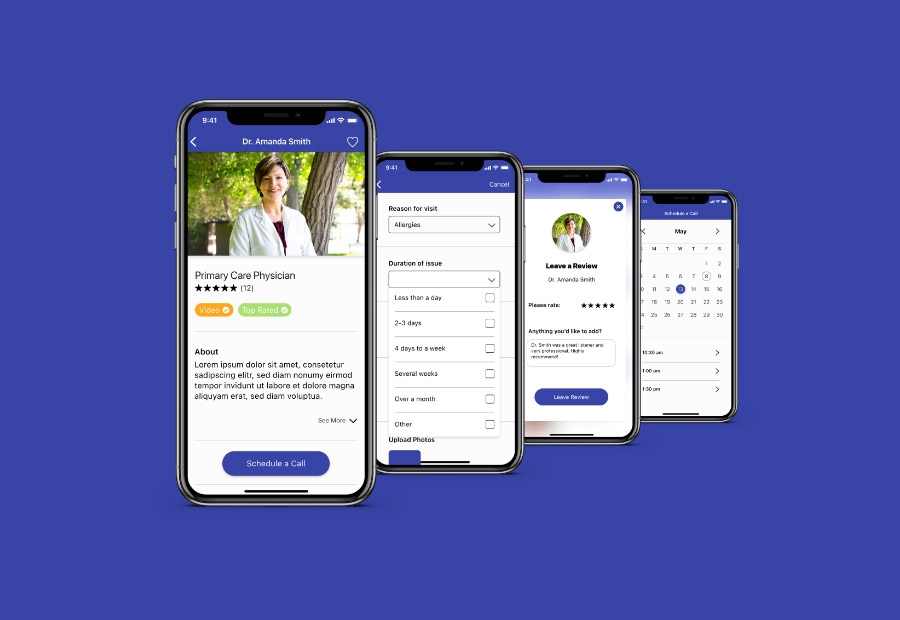 9:41
Dr. Amanda Smith
Primary Care Physician
★★★★★ (12)
Video
Top Rated
About
Lorem ipsum dolor sit amet, consetetur
sadipscing elitr, sed diam nonumy eirmod
tempor invidunt ut labore et dolore magna
aliquyam erat, sed diam voluptua.
See More
Schedule a Call
9:41
Cancel
Reason for visit
Allergies
Duration of issue
Less than a day
2-3 days
4 days to a week
Several weeks
Over a month
Other
Upload Photos
:41
Leave a Review
Dr. Amanda Smith
Please rate: ★★★★★
Anything you'd like to add?
Dr. Smith was a great listener and
very professional. Highly
recommend!
Leave Review
Schedule a Call
May
M T W T F S
1 2
3 4 5 6 7 8 9
10 11 12 13 14 15 16
17 18 19 20 21 22 23
24 25 26 27 28 29 30
10:30 am
1:00 pm
1:30 pm